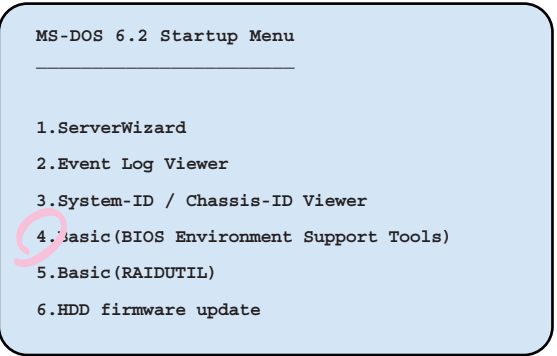 MS-DOS 6.2 Startup Menu
1.ServerWizard
2.Event Log Viewer
3.System-ID / Chassis-ID Viewer
4.Basic(BIOS Environment Support Tools)
5.Basic(RAIDUTIL)
6.HDD firmware update